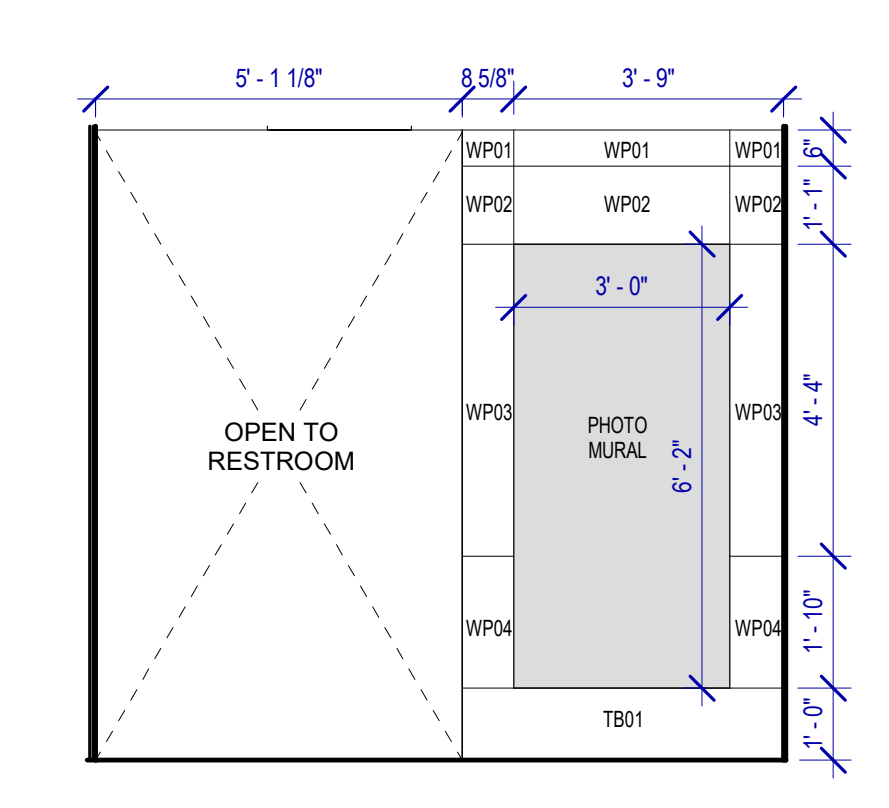 5' - 1 1/8" 8 5/8" 3' - 9"
WP01 WP01 WP01 6"
WP02 WP02 WP02 1' - 1"
3' - 0"
WP03 WP03 4' - 4"
PHOTO
MURAL
6' - 2"
OPEN TO
RESTROOM
WP04 WP04 1' - 10"
TB01 1' - 0"